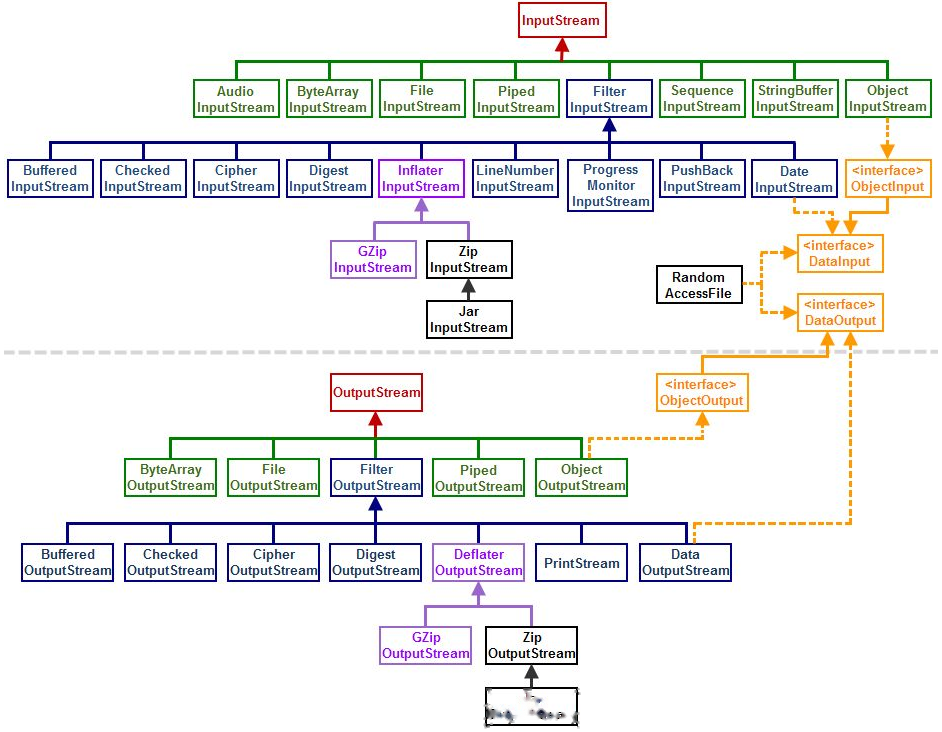 InputStream
Audio
InputStream
ByteArray
InputStream
File
InputStream
Piped
InputStream
Filter
InputStream
Sequence
InputStream
StringBuffer
InputStream
Object
InputStream
Buffered
InputStream
Checked
InputStream
Cipher
InputStream
Digest
InputStream
Inflater
InputStream
LineNumber
InputStream
Progress
Monitor
InputStream
PushBack
InputStream
Date
InputStream
<interface>
ObjectInput
GZip
InputStream
Zip
InputStream
<interface>
DataInput
Random
AccessFile
Jar
InputStream
<interface>
DataOutput
OutputStream
<interface>
ObjectOutput
ByteArray
OutputStream
File
OutputStream
Filter
OutputStream
Piped
OutputStream
Object
OutputStream
Buffered
OutputStream
Checked
OutputStream
Cipher
OutputStream
Digest
OutputStream
Deflater
OutputStream
PrintStream
Data
OutputStream
GZip
OutputStream
Zip
OutputStream